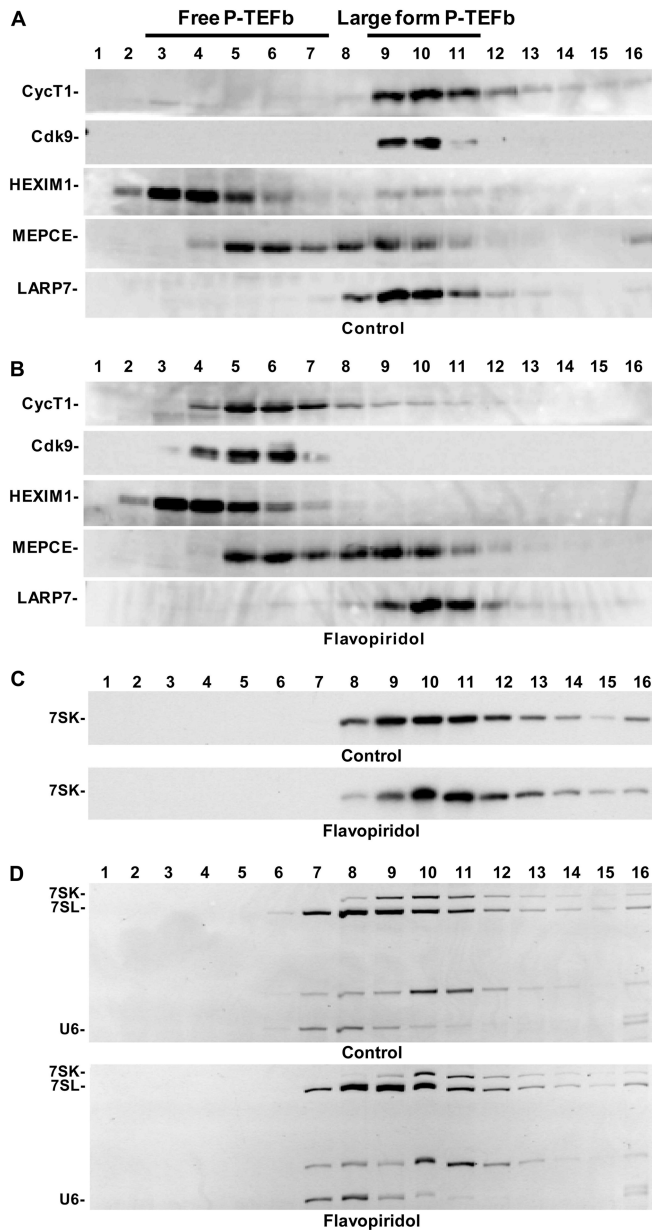 A Free P-TEFb Large form P-TEFb
1 2 3 4 5 6 7 8 9 10 11 12 13 14 15 16
CycT1-
Cdk9-
HEXIM1-
MEPCE-
LARP7-
Control
B 1 2 3 4 5 6 7 8 9 10 11 12 13 14 15 16
CycT1-
Cdk9-
HEXIM1-
MEPCE-
LARP7-
Flavopiridol
C 1 2 3 4 5 6 7 8 9 10 11 12 13 14 15 16
7SK-
Control
7SK-
Flavopiridol
D 1 2 3 4 5 6 7 8 9 10 11 12 13 14 15 16
7SK-
7SL-
U6-
Control
7SK-
7SL-
U6-
Flavopiridol